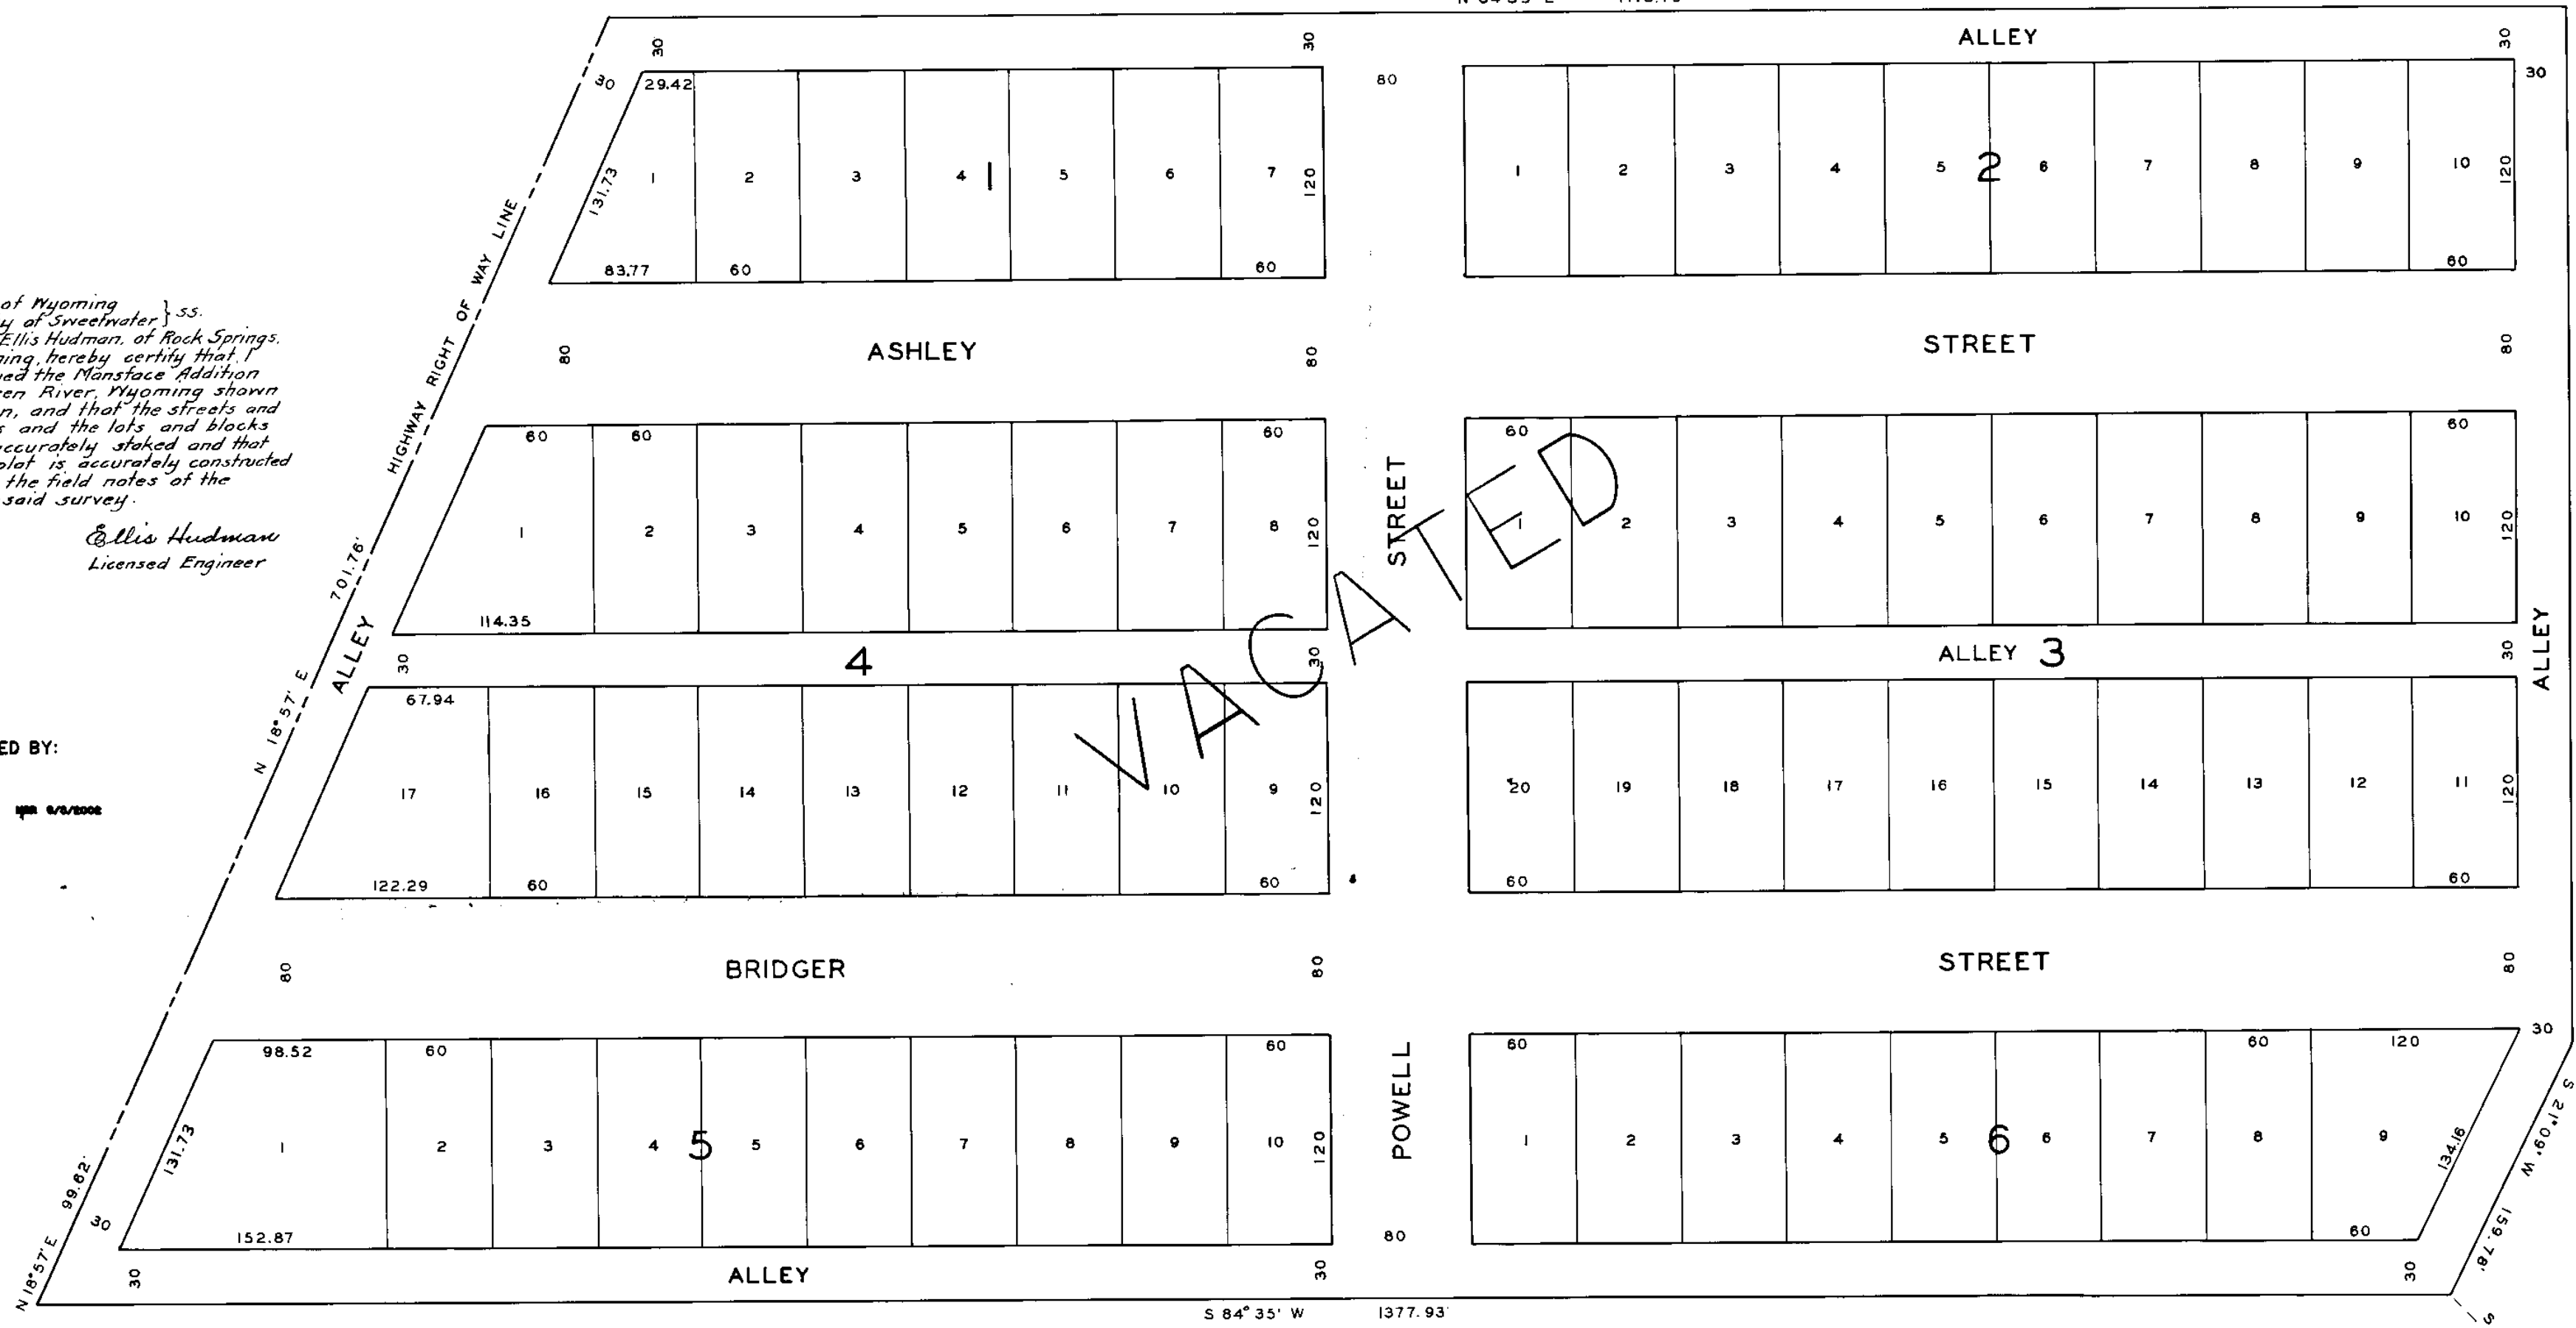 ALLEY
30 30 30
30 29.42 80 30
131.73 1 2 3 4 1 5 6 7 120 1 2 3 4 5 2 6 7 8 9 10 120
83.77 60 60 60
HIGHWAY RIGHT OF WAY LINE
of Wyoming } ss.
y of Sweetwater
Ellis Hudman, of Rock Springs,
ing, hereby certify that I
ed the Mansface Addition
en River, Wyoming shown
n, and that the streets and
s and the lots and blocks
accurately staked and that
plat is accurately constructed
the field notes of the
said survey.
Ellis Hudman
Licensed Engineer
80 ASHLEY 80 STREET 80
60 60 60 60 60
1 2 3 4 5 6 7 8 120 STREET 1 2 3 4 5 6 7 8 9 10 120
114.35
N 18°57' E 701.76'
ALLEY 30 4 30 ALLEY 3 30 ALLEY
VACATED
67.94
ED BY:
17 16 15 14 13 12 11 10 9 120 20 19 18 17 16 15 14 13 12 11 120
122.29 60 60 60 60
80 BRIDGER 80 STREET 80
98.52 60 60 60 60 120 30
131.73 1 2 3 4 5 5 6 7 8 9 10 120 POWELL 1 2 3 4 5 6 6 7 8 9 134.16
S 21°09' W 159.78'
152.87 80 60
N 18°57' E 99.82'
30
30 ALLEY 30 30
S 84°35' W 1377.93'
S